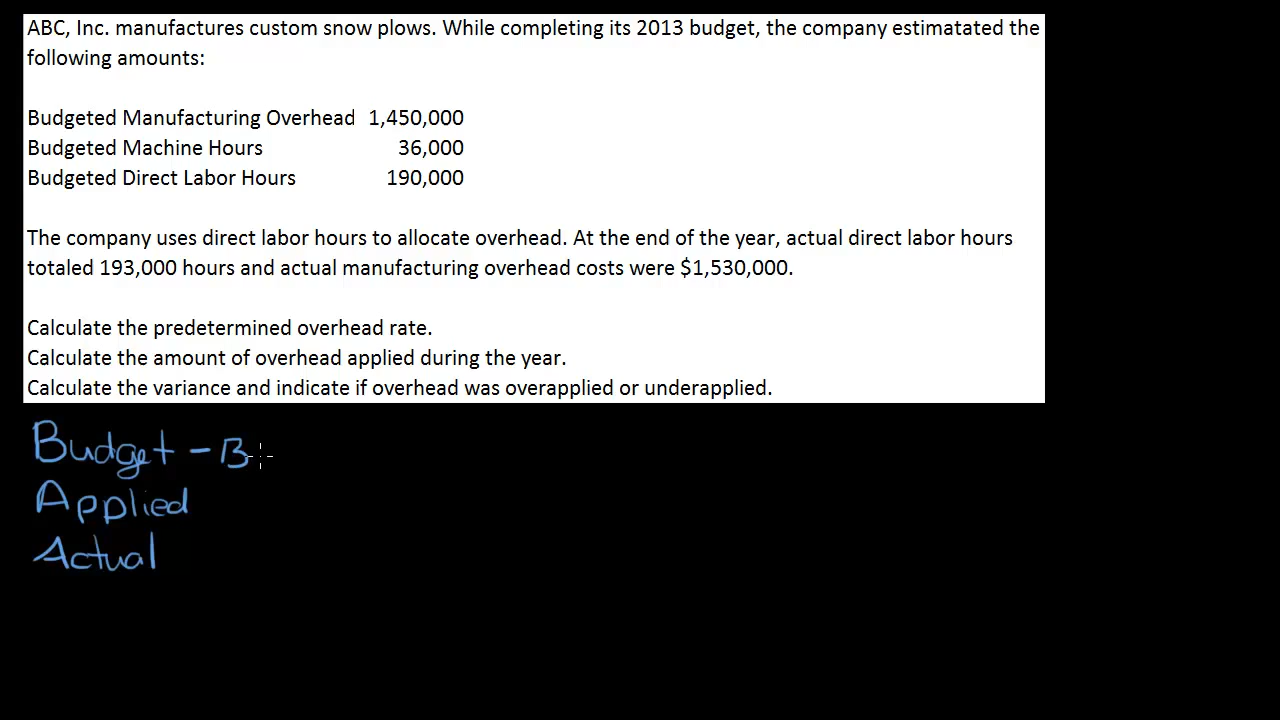 ABC, Inc. manufactures custom snow plows. While completing its 2013 budget, the company estimatated the
following amounts:
Budgeted Manufacturing Overhead 1,450,000
Budgeted Machine Hours 36,000
Budgeted Direct Labor Hours 190,000
The company uses direct labor hours to allocate overhead. At the end of the year, actual direct labor hours
totaled 193,000 hours and actual manufacturing overhead costs were $1,530,000.
Calculate the predetermined overhead rate.
Calculate the amount of overhead applied during the year.
Calculate the variance and indicate if overhead was overapplied or underapplied.
Budget - B
Applied
Actual